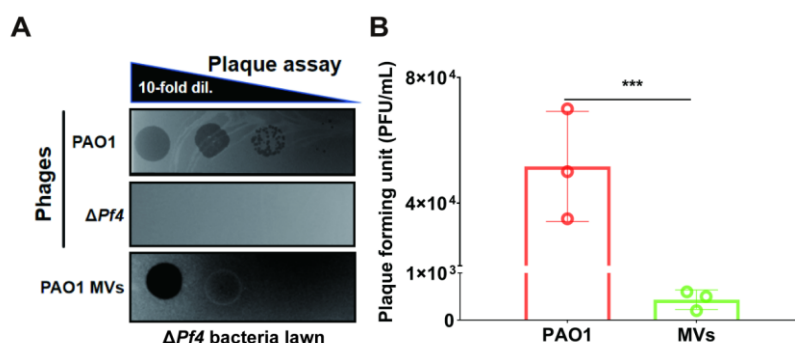 A
Plaque assay
10-fold dil.
Phages
PAO1
ΔPf4
PAO1 MVs
ΔPf4 bacteria lawn
B
Plaque forming unit (PFU/mL)
8×10⁴
4×10⁴
1×10³
0
***
PAO1
MVs